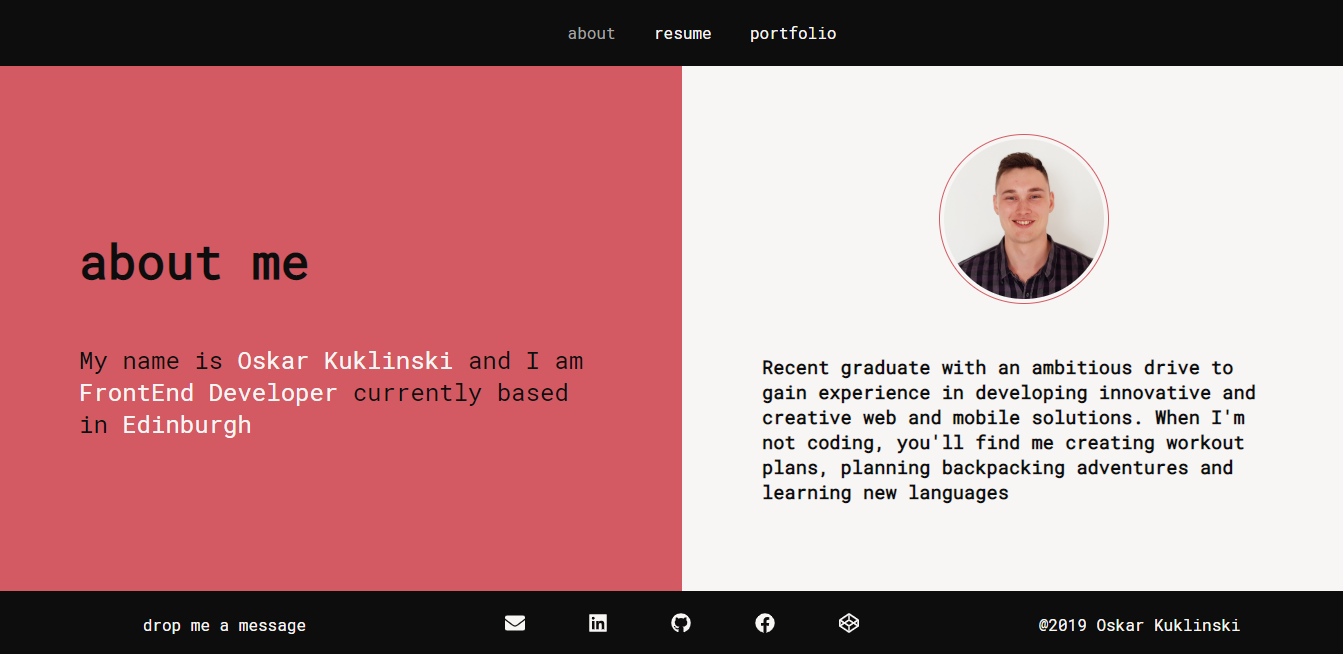 about resume portfolio
about me
My name is Oskar Kuklinski and I am
FrontEnd Developer currently based
in Edinburgh
Recent graduate with an ambitious drive to
gain experience in developing innovative and
creative web and mobile solutions. When I'm
not coding, you'll find me creating workout
plans, planning backpacking adventures and
learning new languages
drop me a message
in
@2019 Oskar Kuklinski